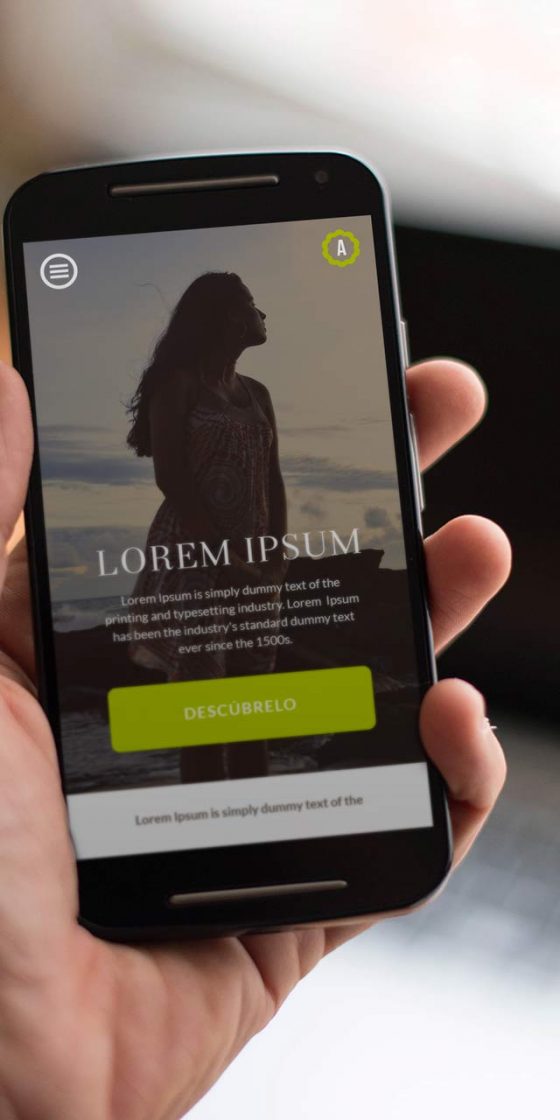 A
LOREM IPSUM
Lorem Ipsum is simply dummy text of the
printing and typesetting industry. Lorem Ipsum
has been the industry's standard dummy text
ever since the 1500s.
DESCÚBRELO
Lorem Ipsum is simply dummy text of the